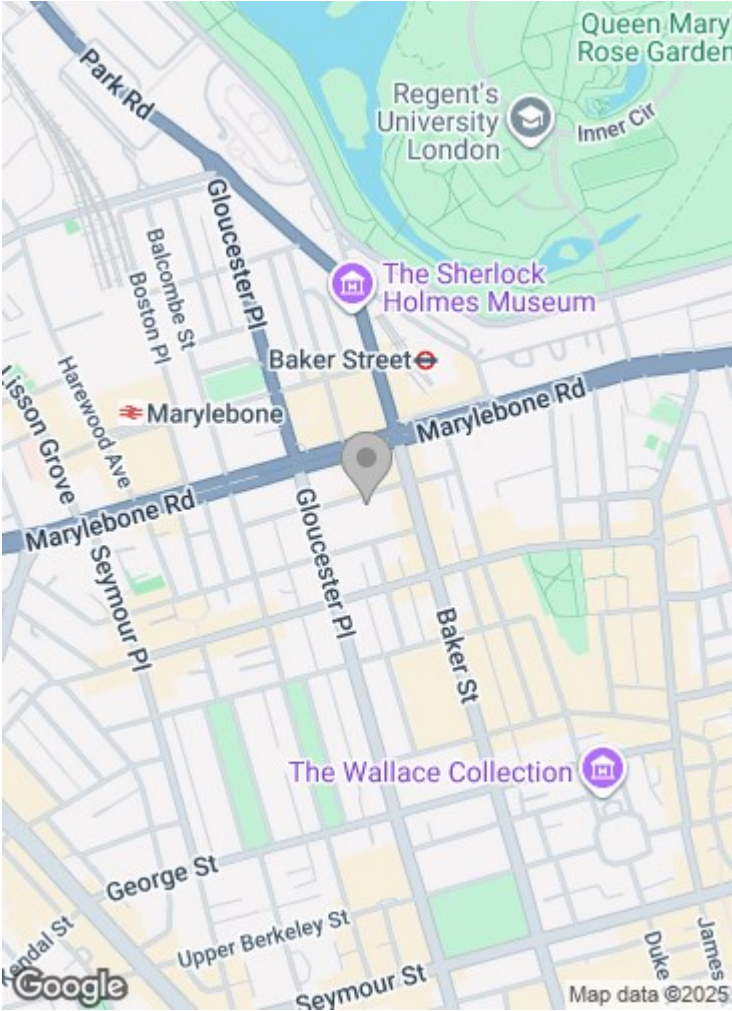 Queen Mary
Rose Garden
Park Rd
Regent's
University
London
Inner Cir
Gloucester Pl
Balcombe St
Boston Pl
The Sherlock
Holmes Museum
Baker Street
Lisson Grove
Harewood Ave
Marylebone
Marylebone Rd
Marylebone Rd
Seymour Pl
Gloucester Pl
Baker St
The Wallace Collection
George St
Kendal St
Upper Berkeley St
Seymour St
Duke
James
Google
Map data ©2025